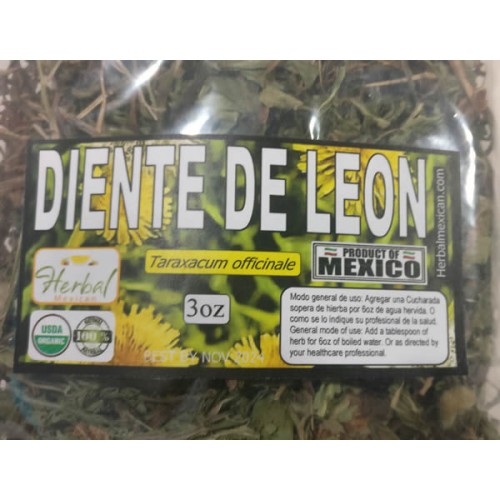 DIENTE DE LEON
Herbalmexican.com
Taraxacum officinale
PRODUCT OF
MEXICO
Herbal
Mexican
3oz
USDA
ORGANIC
100%
BEST BY NOV 2024
Modo general de uso: Agregar una Cucharada
sopera de hierba por 6oz de agua hervida. O
como se lo indique su profesional de la salud.
General mode of use: Add a tablespoon of
herb for 6oz of boiled water. Or as directed by
your healthcare professional.